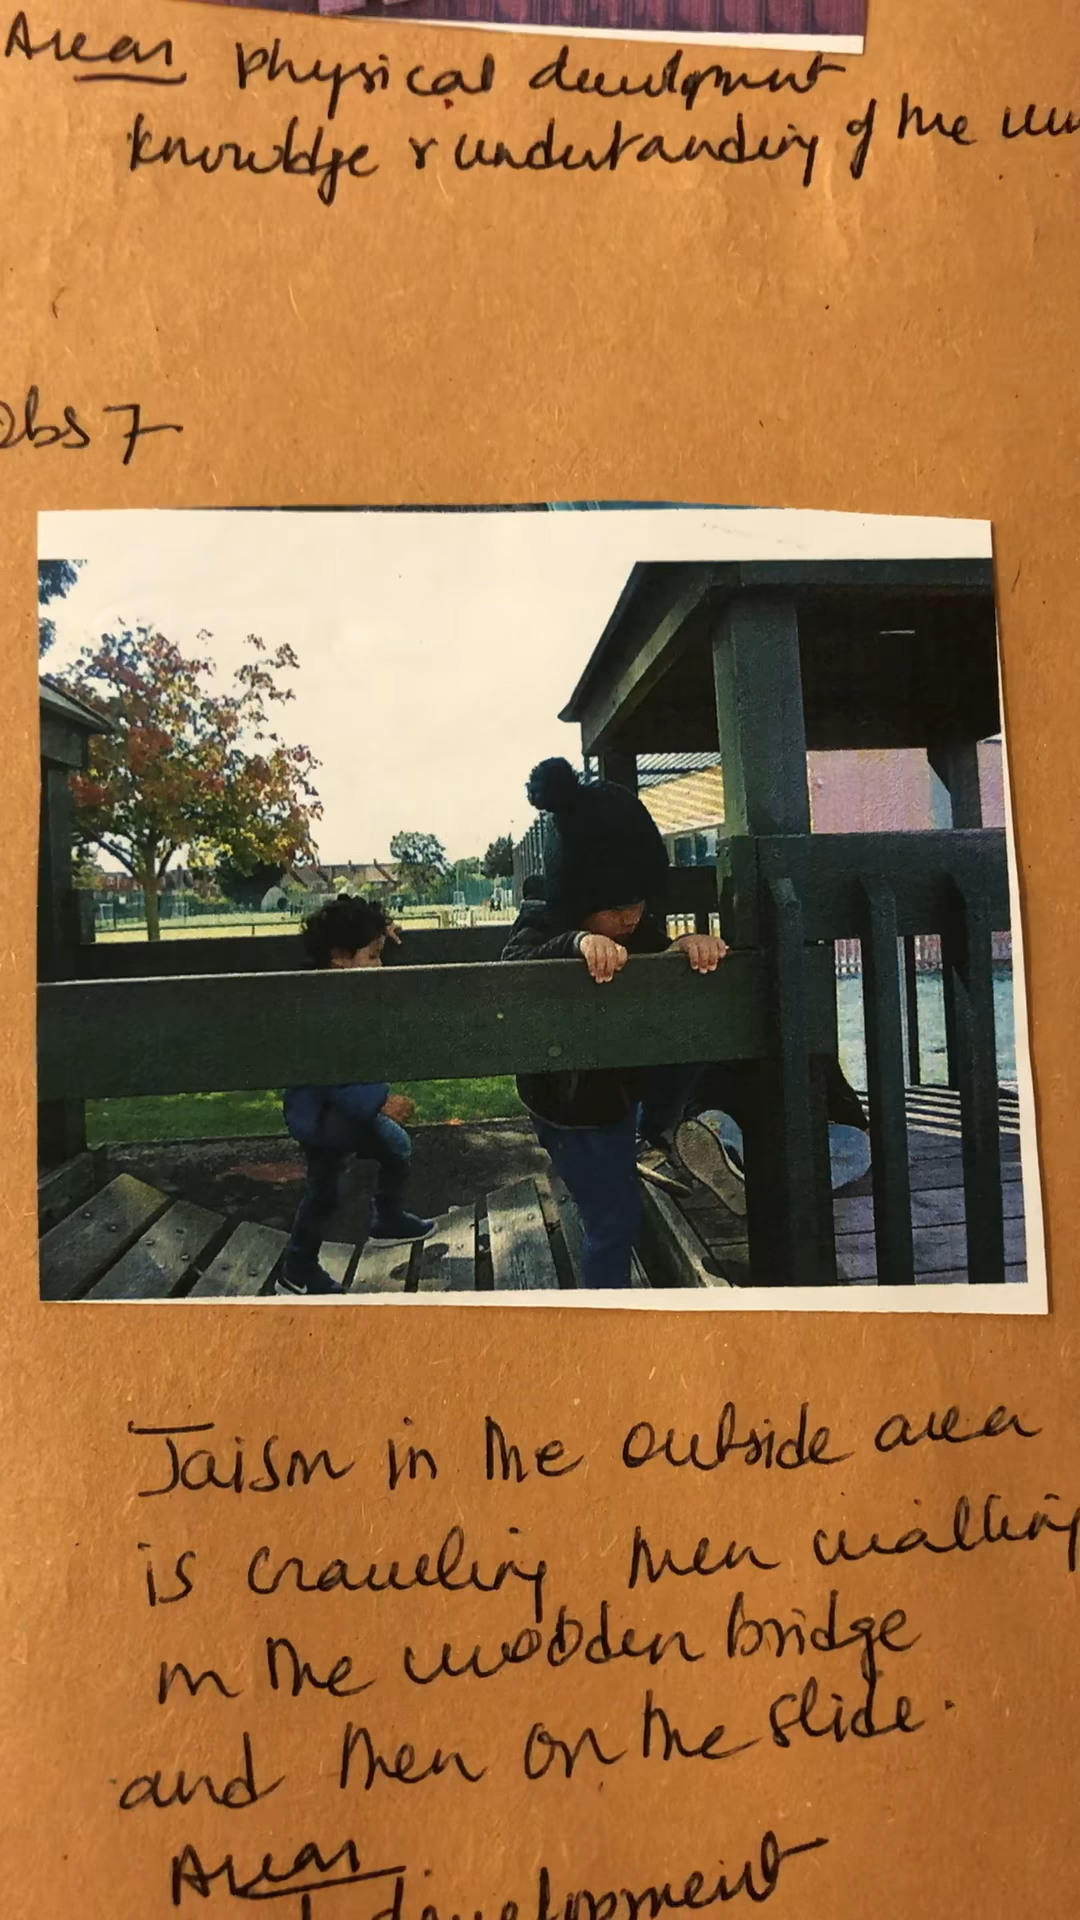 Areas Physical development
knowldge & understanding of the
Obs 7
Jaism in the outside area
is crawling then walking
on the wooden bridge
and then on the slide.
Areas
development